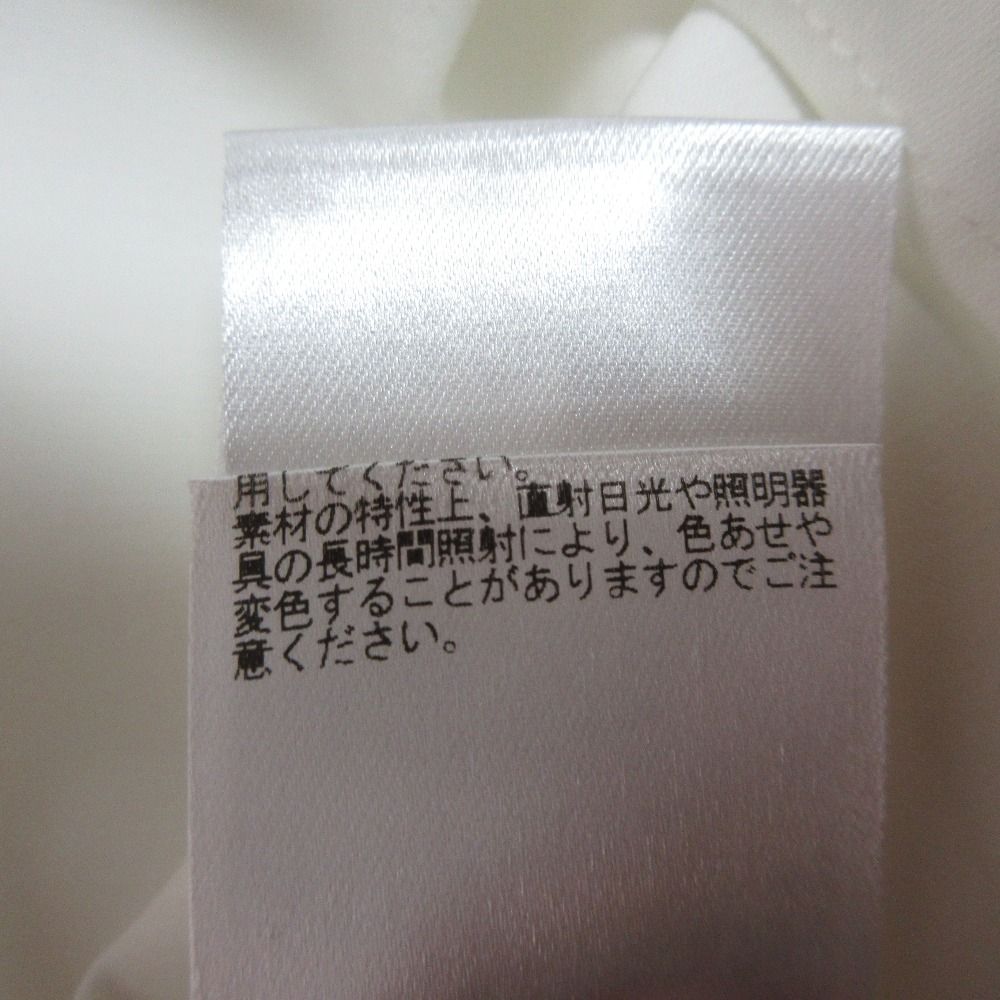 用してください。
素材の特性上、直射日光や照明器
具の長時間照射により、色あせや
変色することがありますのでご注
意ください。